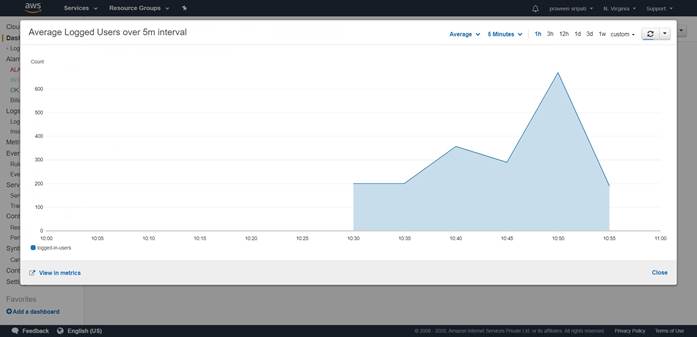 aws
Services
Resource Groups
praveen sripati
N. Virginia
Support
Average Logged Users over 5m interval
Average
5 Minutes
1h 3h 12h 1d 3d 1w custom
Count
600
500
400
300
200
100
0
10:00 10:05 10:10 10:15 10:20 10:25 10:30 10:35 10:40 10:45 10:50 10:55 11:00
logged-in-users
View in metrics
Close
Favorites
Add a dashboard
Feedback
English (US)
© 2008 - 2020, Amazon Internet Services Private Ltd. or its affiliates. All rights reserved.
Privacy Policy
Terms of Use